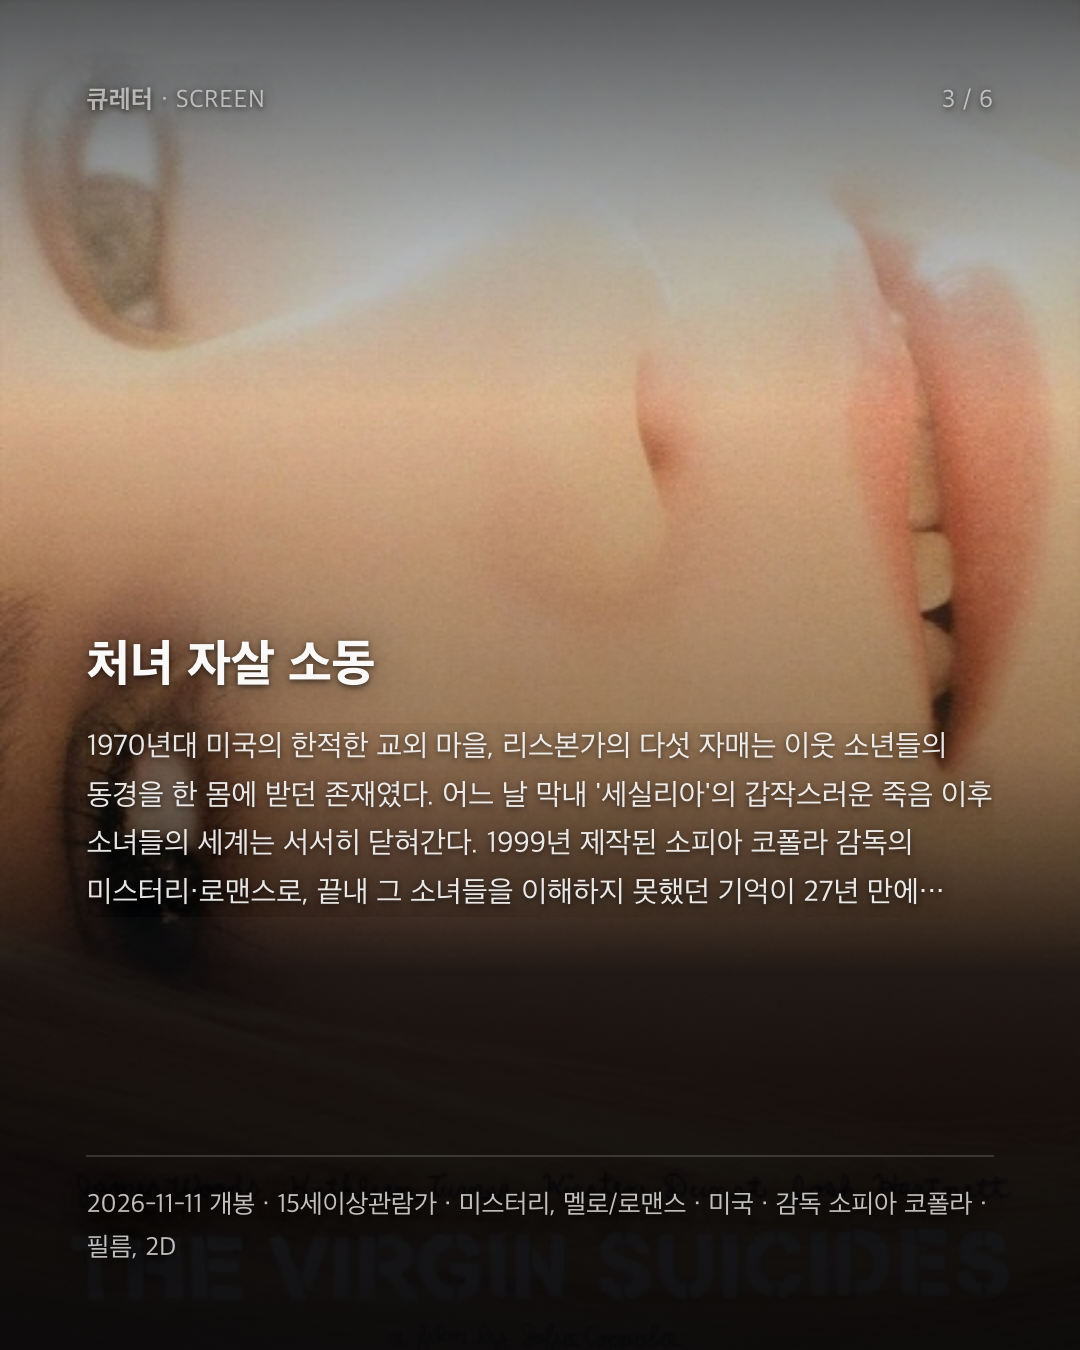 큐레터 · SCREEN
3 / 6
처녀 자살 소동
1970년대 미국의 한적한 교외 마을, 리스본가의 다섯 자매는 이웃 소년들의
동경을 한 몸에 받던 존재였다. 어느 날 막내 '세실리아'의 갑작스러운 죽음 이후
소녀들의 세계는 서서히 닫혀간다. 1999년 제작된 소피아 코폴라 감독의
미스터리·로맨스로, 끝내 그 소녀들을 이해하지 못했던 기억이 27년 만에…
2026-11-11 개봉 · 15세이상관람가 · 미스터리, 멜로/로맨스 · 미국 · 감독 소피아 코폴라 ·
필름, 2D
THE VIRGIN SUICIDES
a film by Sofia Coppola